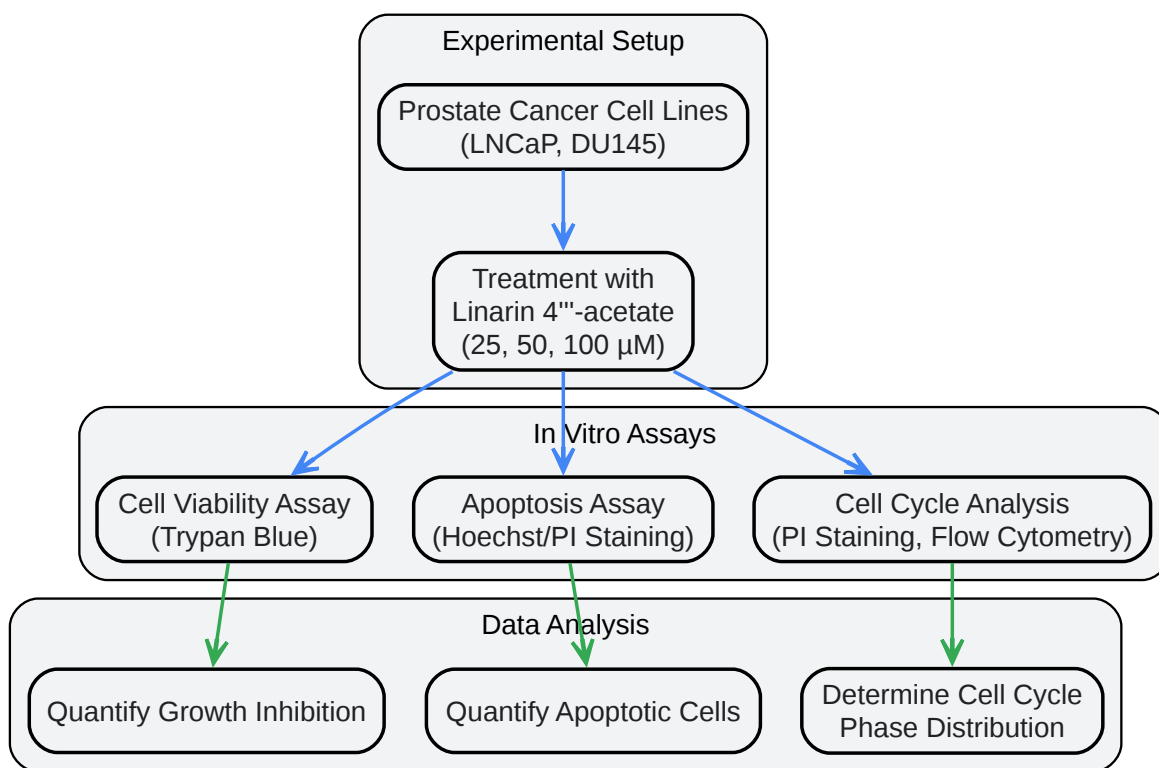 Experimental Setup
Prostate Cancer Cell Lines
(LNCaP, DU145)
Treatment with
Linarin 4'''-acetate
(25, 50, 100 µM)
In Vitro Assays
Cell Viability Assay
(Trypan Blue)
Apoptosis Assay
(Hoechst/PI Staining)
Cell Cycle Analysis
(PI Staining, Flow Cytometry)
Data Analysis
Quantify Growth Inhibition
Quantify Apoptotic Cells
Determine Cell Cycle
Phase Distribution